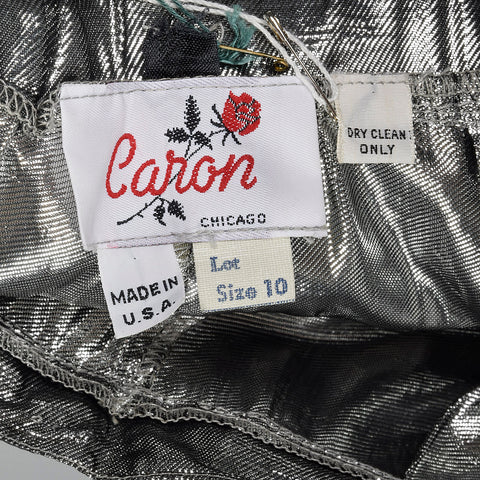 Caron
CHICAGO
DRY CLEAN
ONLY
MADE IN
U.S.A.
Lot
Size 10